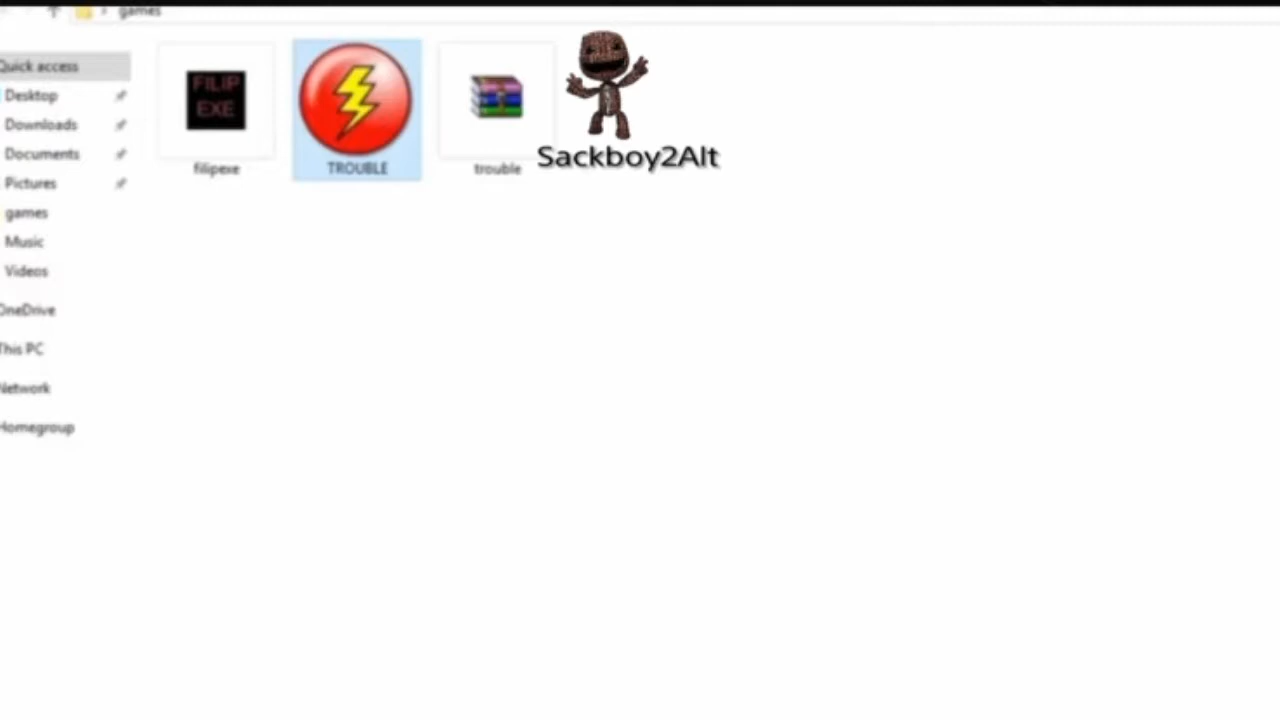 games
Quick access
Desktop
Downloads
Documents
Pictures
games
Music
Videos
OneDrive
This PC
Network
Homegroup
FILIP
EXE
filipexe
TROUBLE
trouble
Sackboy2Alt